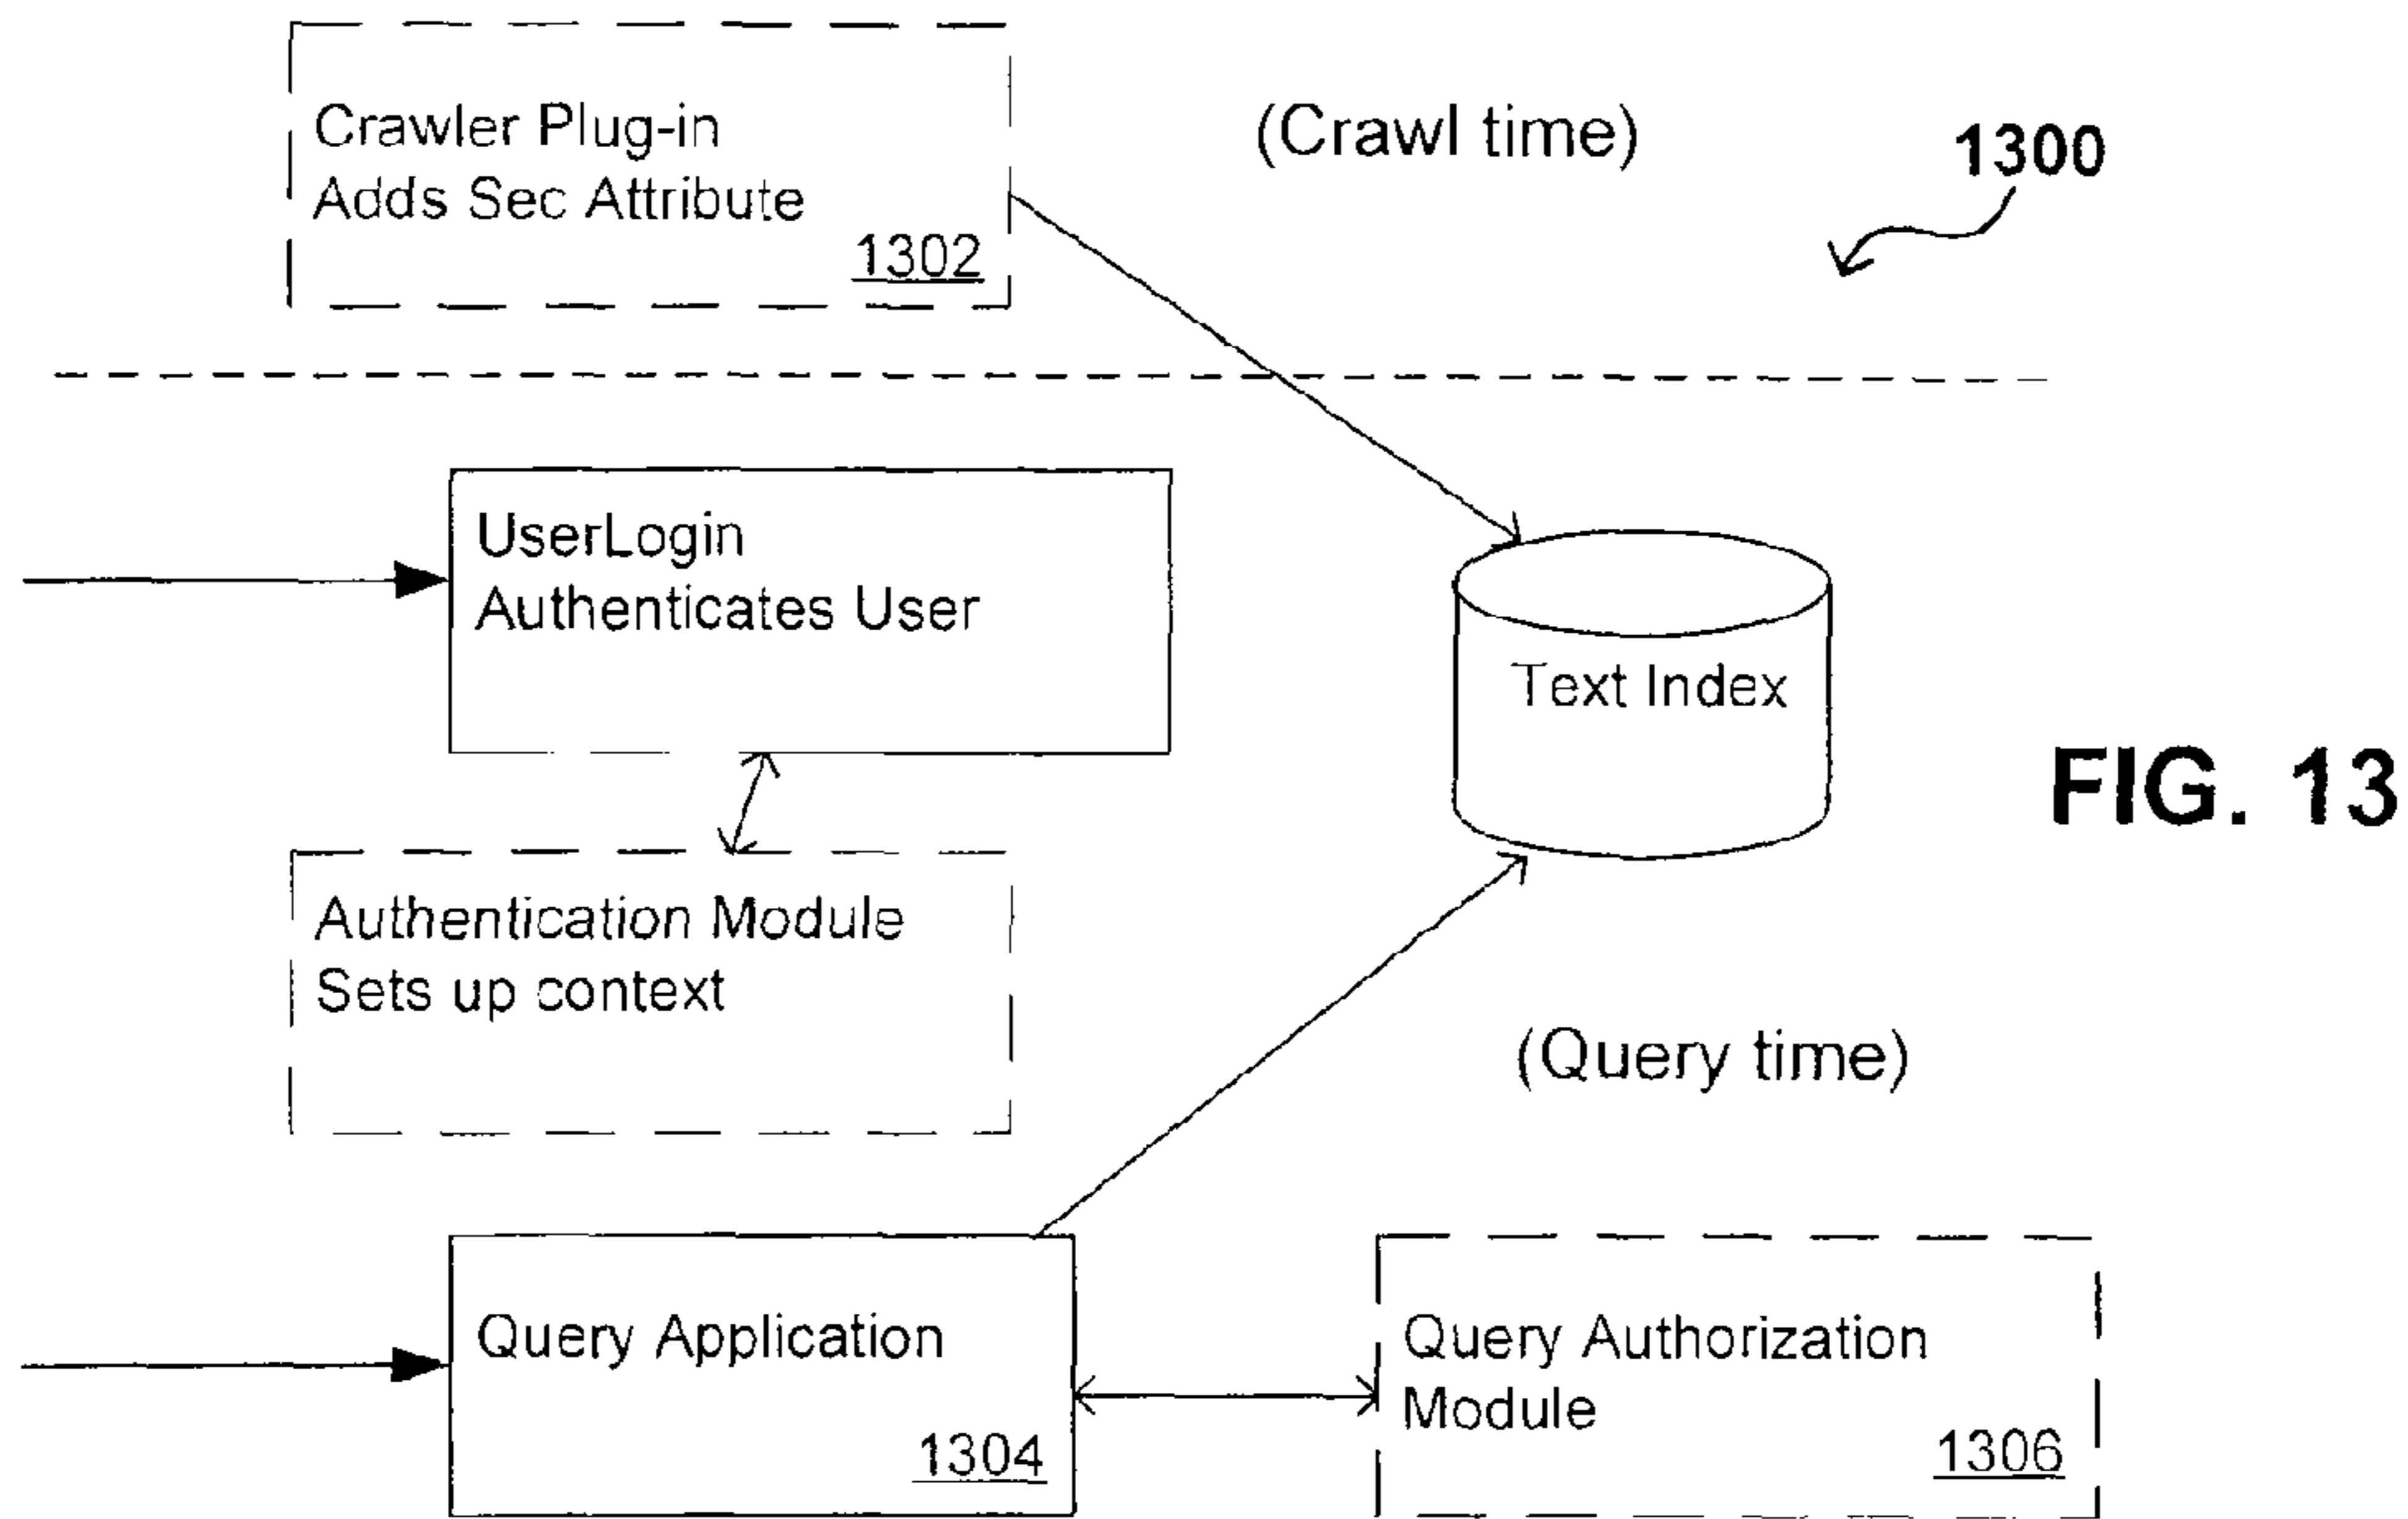 Crawler Plug-in
Adds Sec Attribute
1302
(Crawl time)
1300
UserLogin
Authenticates User
Text Index
FIG. 13
Authentication Module
Sets up context
(Query time)
Query Application
1304
Query Authorization
Module
1306